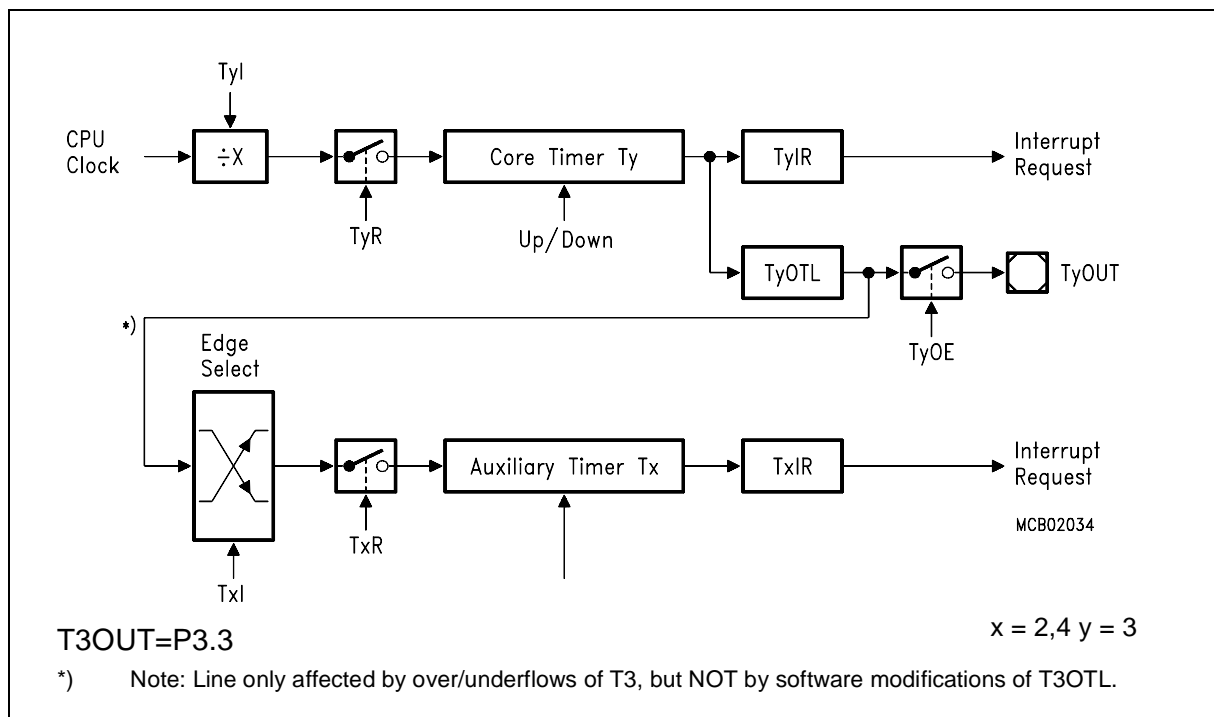 TyI
CPU
Clock
÷X
TyR
Core Timer Ty
Up/Down
TyIR
Interrupt
Request
TyOTL
TyOUT
TyOE
*)
Edge
Select
TxI
TxR
Auxiliary Timer Tx
TxIR
Interrupt
Request
MCB02034
T3OUT=P3.3
x = 2,4 y = 3
*) Note: Line only affected by over/underflows of T3, but NOT by software modifications of T3OTL.